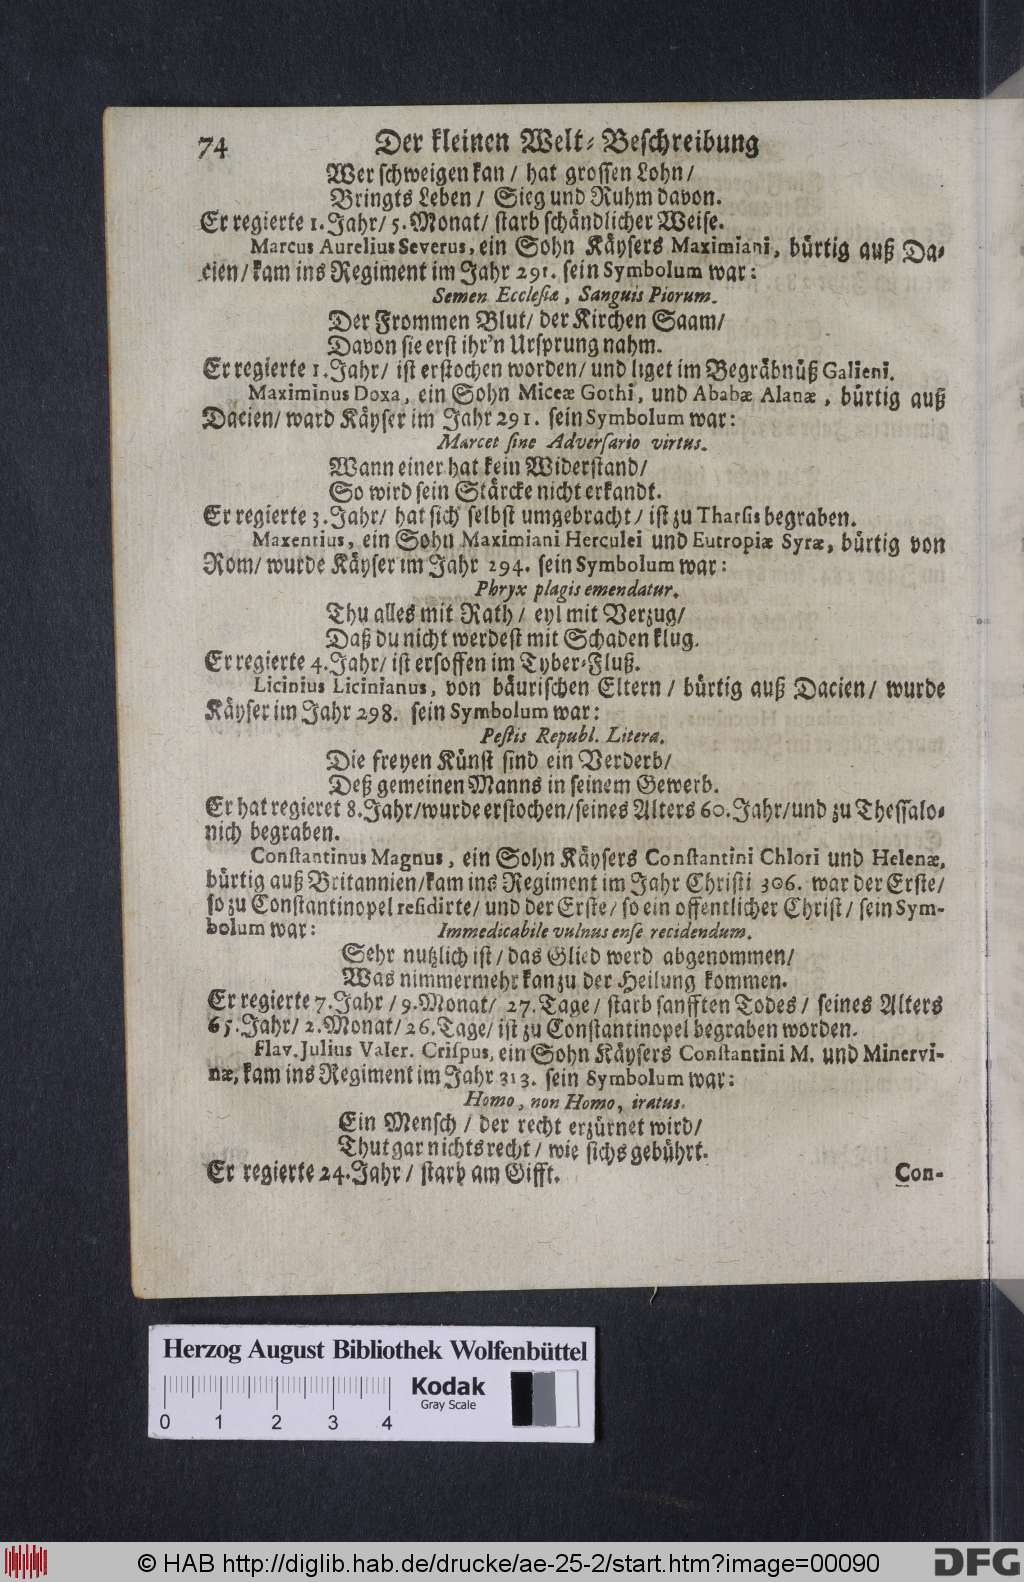 74 Der kleinen Welt-Beschreibung
Wer schweigen kan / hat grossen Lohn /
Bringts Leben / Sieg und Ruhm davon.
Er regierte 1. Jahr / 5. Monat / starb schändlicher Weise.
Marcus Aurelius Severus, ein Sohn Käysers Maximiani, bürtig auß Da-
cien / kam ins Regiment im Jahr 291. sein Symbolum war:
Semen Ecclesiæ, Sanguis Piorum.
Der Frommen Blut / der Kirchen Saam /
Davon sie erst ihr'n Ursprung nahm.
Er regierte 1. Jahr / ist erstochen worden / und liget im Begräbnüß Galieni.
Maximinus Doxa, ein Sohn Miceæ Gothi, und Ababæ Alanæ, bürtig auß
Dacien / ward Käyser im Jahr 291. sein Symbolum war:
Marcet sine Adversario virtus.
Wann einer hat kein Widerstand /
So wird sein Stärcke nicht erkandt.
Er regierte 3. Jahr / hat sich selbst umgebracht / ist zu Tharsis begraben.
Maxentius, ein Sohn Maximiani Herculei und Eutropiæ Syræ, bürtig von
Rom / wurde Käyser im Jahr 294. sein Symbolum war:
Phryx plagis emendatur.
Thu alles mit Rath / eyl mit Verzug /
Daß du nicht werdest mit Schaden klug.
Er regierte 4. Jahr / ist ersoffen im Tyber-Fluß.
Licinius Licinianus, von bäurischen Eltern / bürtig auß Dacien / wurde
Käyser im Jahr 298. sein Symbolum war:
Pestis Republ. Litera.
Die freyen Künst sind ein Verderb /
Deß gemeinen Manns in seinem Gewerb.
Er hat regieret 8. Jahr / wurde erstochen / seines Alters 60. Jahr / und zu Thessalo-
nich begraben.
Constantinus Magnus, ein Sohn Käysers Constantini Chlori und Helenæ,
bürtig auß Britannien / kam ins Regiment im Jahr Christi 306. war der Erste /
so zu Constantinopel residirte / und der Erste / so ein offentlicher Christ / sein Sym-
bolum war: Immedicabile vulnus ense recidendum.
Sehr nutzlich ist / das Glied werd abgenommen /
Was nimmermehr kan zu der Heilung kommen.
Er regierte 7. Jahr / 9. Monat / 27. Tage / starb sanfften Todes / seines Alters
65. Jahr / 2. Monat / 26. Tage / ist zu Constantinopel begraben worden.
Flav. Julius Valer. Crispus, ein Sohn Käysers Constantini M. und Minervi-
næ, kam ins Regiment im Jahr 313. sein Symbolum war:
Homo, non Homo, iratus.
Ein Mensch / der recht erzürnet wird /
Thut gar nichts recht / wie sichs gebührt.
Er regierte 24. Jahr / starb am Gifft.
Con-
Herzog August Bibliothek Wolfenbüttel
Kodak
Gray Scale
0 1 2 3 4
© HAB http://diglib.hab.de/drucke/ae-25-2/start.htm?image=00090
DFG